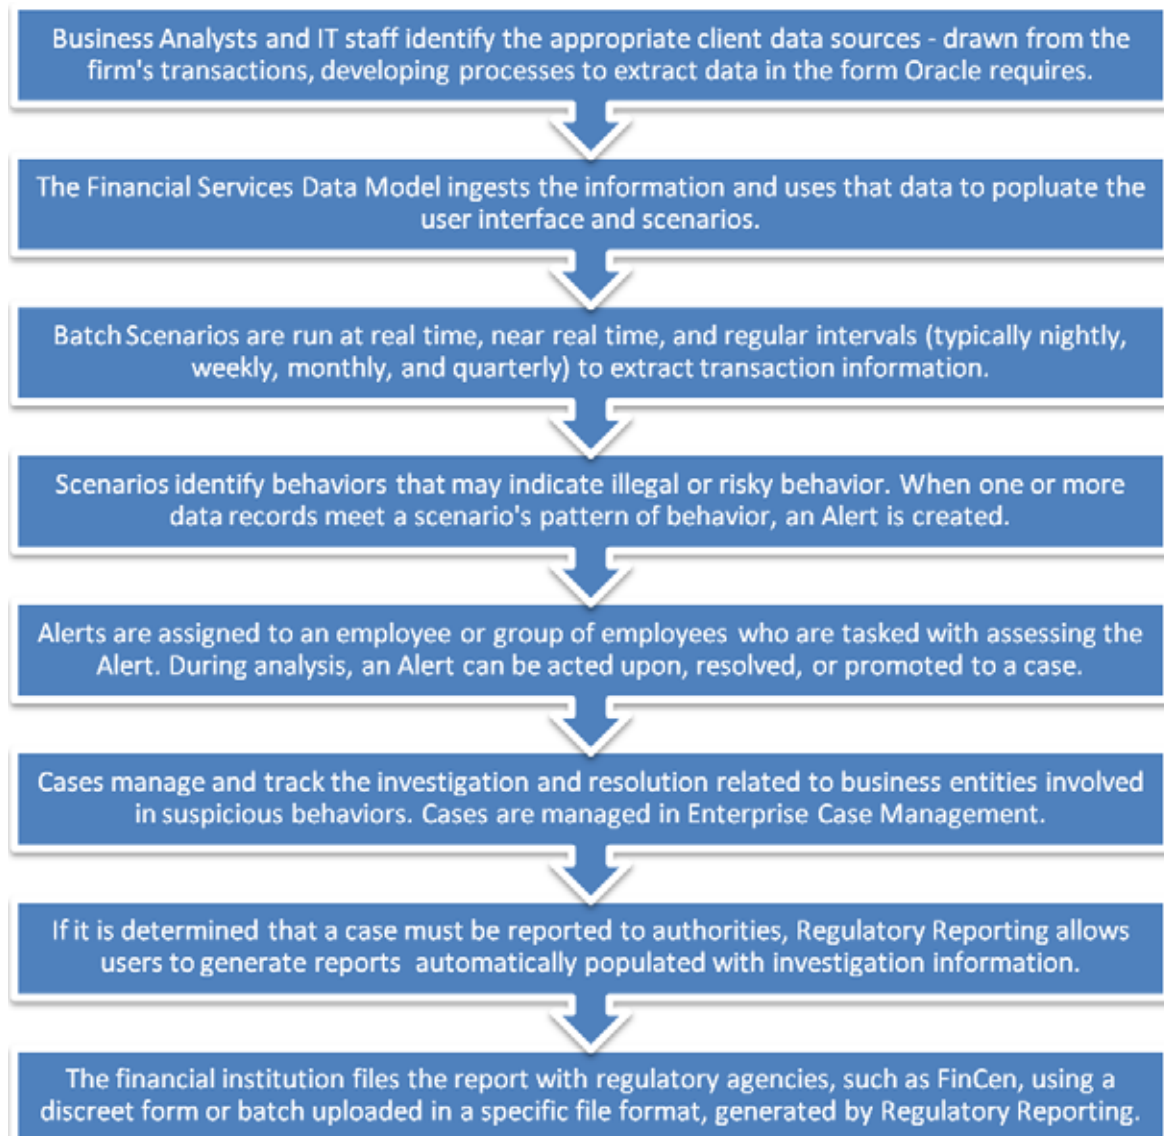 Business Analysts and IT staff identify the appropriate client data sources - drawn from the
firm's transactions, developing processes to extract data in the form Oracle requires.
The Financial Services Data Model ingests the information and uses that data to popluate the
user interface and scenarios.
Batch Scenarios are run at real time, near real time, and regular intervals (typically nightly,
weekly, monthly, and quarterly) to extract transaction information.
Scenarios identify behaviors that may indicate illegal or risky behavior. When one or more
data records meet a scenario's pattern of behavior, an Alert is created.
Alerts are assigned to an employee or group of employees who are tasked with assessing the
Alert. During analysis, an Alert can be acted upon, resolved, or promoted to a case.
Cases manage and track the investigation and resolution related to business entities involved
in suspicious behaviors. Cases are managed in Enterprise Case Management.
If it is determined that a case must be reported to authorities, Regulatory Reporting allows
users to generate reports automatically populated with investigation information.
The financial institution files the report with regulatory agencies, such as FinCen, using a
discreet form or batch uploaded in a specific file format, generated by Regulatory Reporting.